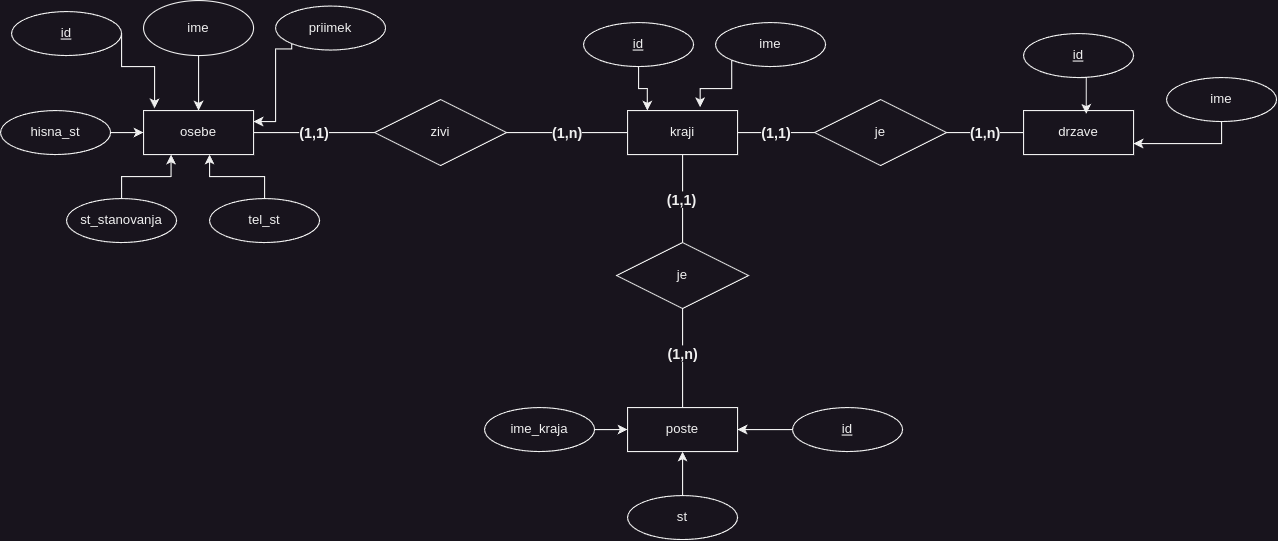 id
ime
priimek
id
ime
id
ime
hisna_st
osebe
(1,1)
zivi
(1,n)
kraji
(1,1)
je
(1,n)
drzave
st_stanovanja
tel_st
(1,1)
je
(1,n)
ime_kraja
poste
id
st